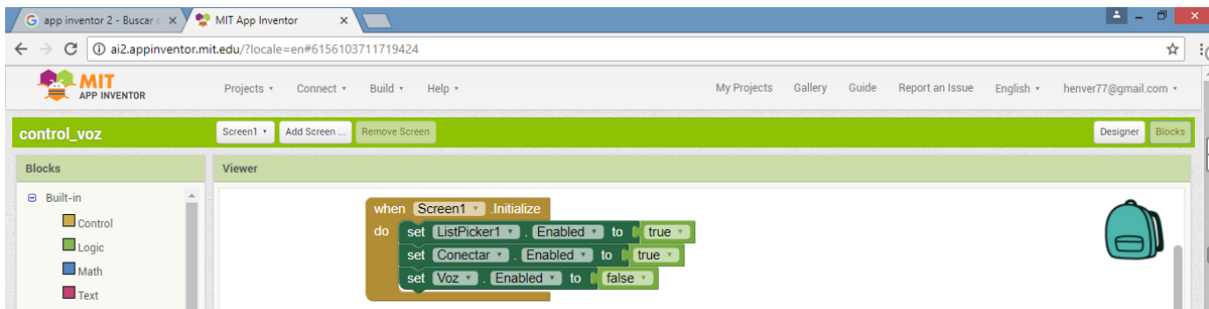 app inventor 2 - Buscar c
MIT App Inventor
ai2.appinventor.mit.edu/?locale=en#6156103711719424
MIT
APP INVENTOR
Projects Connect Build Help My Projects Gallery Guide Report an Issue English henver77@gmail.com
control_voz Screen1 Add Screen ... Remove Screen Designer Blocks
Blocks Viewer
Built-in
Control
Logic
Math
Text
when Screen1 .Initialize
do set ListPicker1 . Enabled to true
set Conectar . Enabled to true
set Voz . Enabled to false